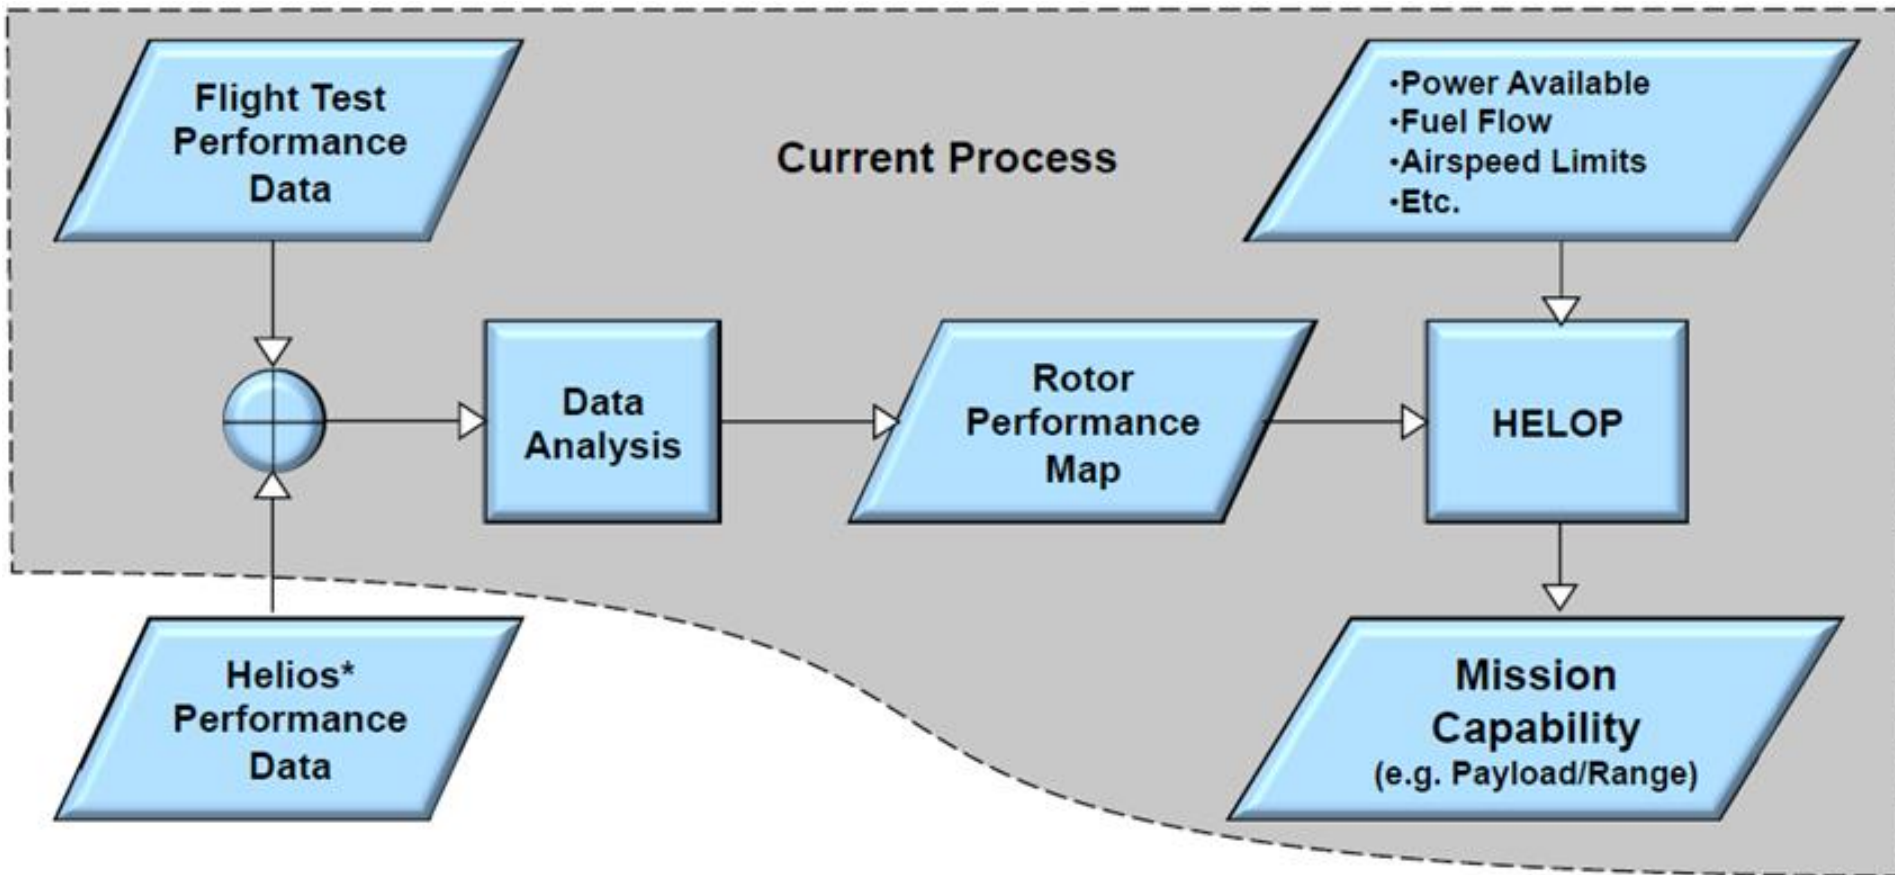 Flight Test
Performance
Data
Current Process
•Power Available
•Fuel Flow
•Airspeed Limits
•Etc.
Data
Analysis
Rotor
Performance
Map
HELOP
Helios*
Performance
Data
Mission
Capability
(e.g. Payload/Range)